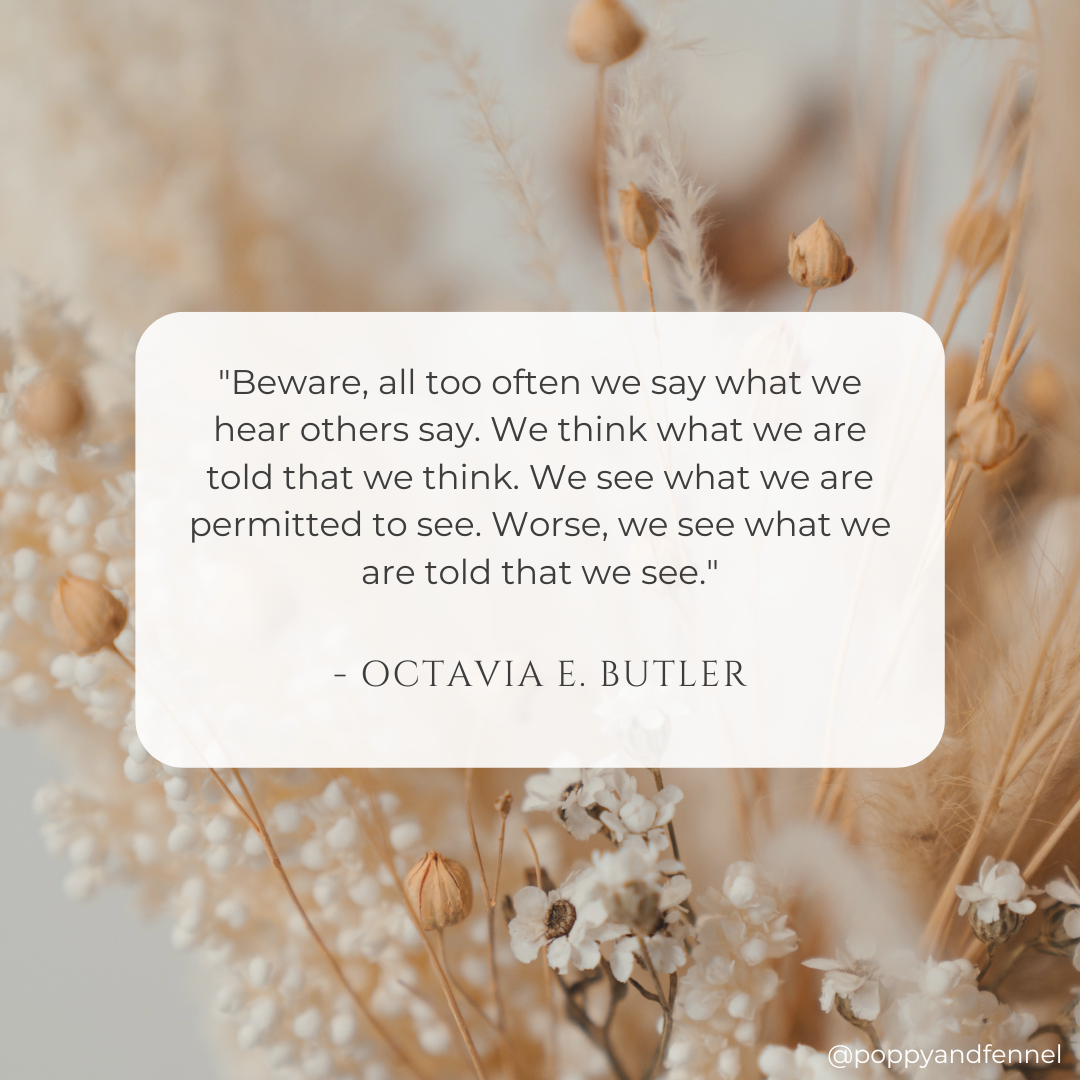 "Beware, all too often we say what we
hear others say. We think what we are
told that we think. We see what we are
permitted to see. Worse, we see what we
are told that we see."
- OCTAVIA E. BUTLER
@poppyandfennel